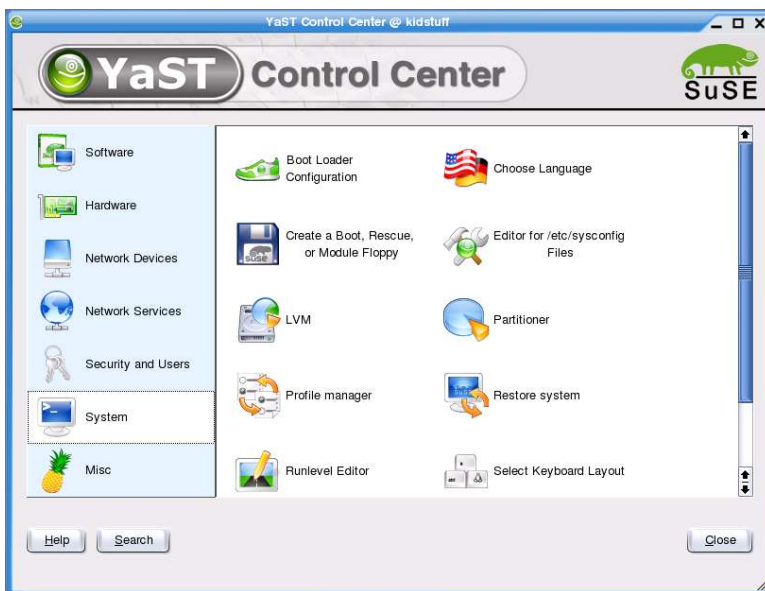 YaST Control Center @ kidstuff
YaST Control Center
SuSE
Software
Hardware
Network Devices
Network Services
Security and Users
System
Misc
Boot Loader
Configuration
Choose Language
Create a Boot, Rescue,
or Module Floppy
Editor for /etc/sysconfig
Files
LVM
Partitioner
Profile manager
Restore system
Runlevel Editor
Select Keyboard Layout
Help
Search
Close